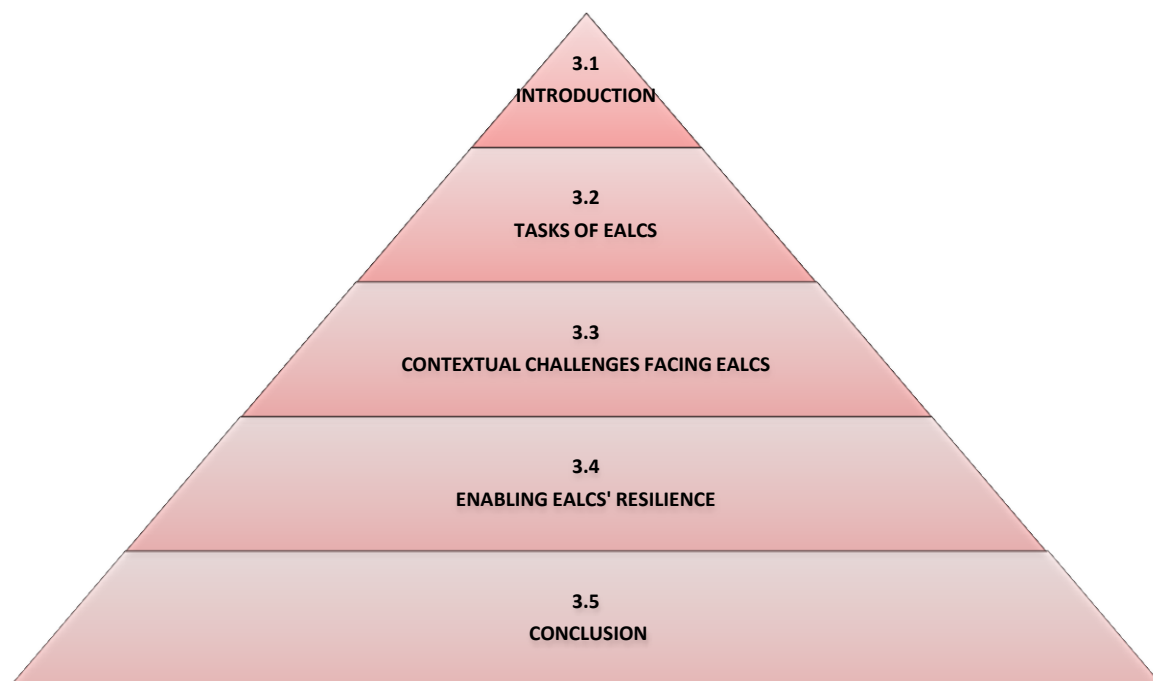 3.1
INTRODUCTION
3.2
TASKS OF EALCS
3.3
CONTEXTUAL CHALLENGES FACING EALCS
3.4
ENABLING EALCS' RESILIENCE
3.5
CONCLUSION